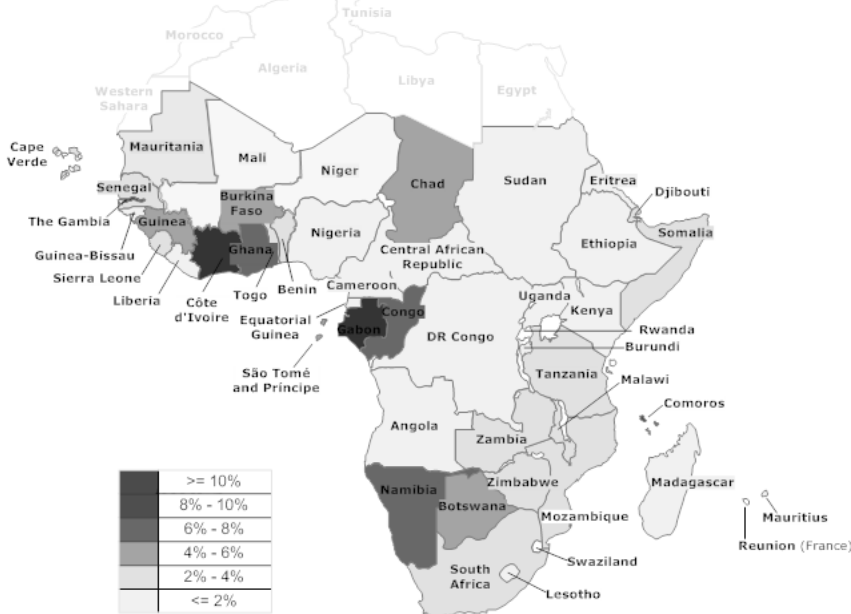 Tunisia
Morocco
Algeria
Libya
Egypt
Western
Sahara
Cape
Verde
Mauritania
Mali
Niger
Chad
Sudan
Eritrea
Djibouti
Senegal
The Gambia
Guinea-Bissau
Guinea
Sierra Leone
Liberia
Côte
d'Ivoire
Burkina
Faso
Ghana
Togo
Benin
Nigeria
Central African
Republic
Ethiopia
Somalia
Cameroon
Equatorial
Guinea
São Tomé
and Príncipe
Gabon
Congo
DR Congo
Uganda
Kenya
Rwanda
Burundi
Tanzania
Malawi
Comoros
Angola
Zambia
Zimbabwe
Mozambique
Madagascar
Mauritius
Reunion (France)
Namibia
Botswana
Swaziland
South
Africa
Lesotho
>= 10%
8% - 10%
6% - 8%
4% - 6%
2% - 4%
<= 2%